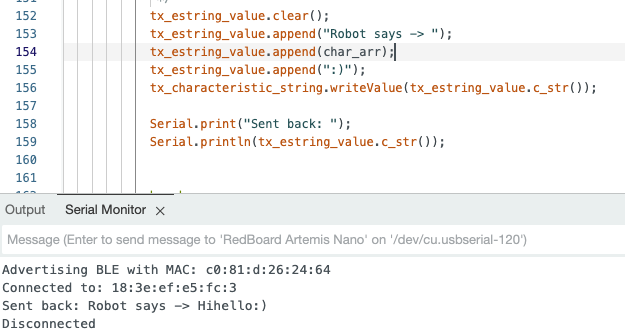 152 tx_estring_value.clear();
153 tx_estring_value.append("Robot says -> ");
154 tx_estring_value.append(char_arr);
155 tx_estring_value.append(":)");
156 tx_characteristic_string.writeValue(tx_estring_value.c_str());
157
158 Serial.print("Sent back: ");
159 Serial.println(tx_estring_value.c_str());
160
161
Output Serial Monitor ×
Message (Enter to send message to 'RedBoard Artemis Nano' on '/dev/cu.usbserial-120')
Advertising BLE with MAC: c0:81:d:26:24:64
Connected to: 18:3e:ef:e5:fc:3
Sent back: Robot says -> Hihello:)
Disconnected